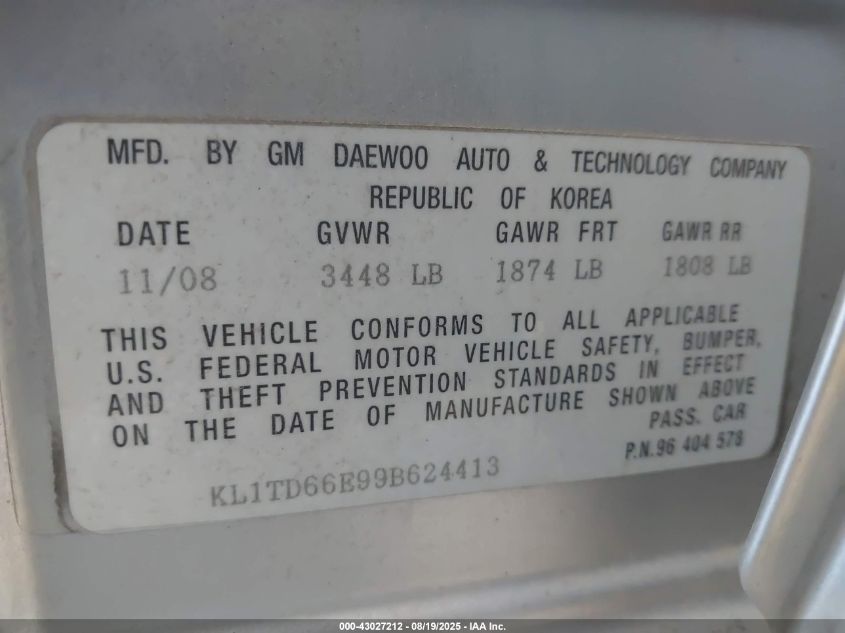 MFD. BY GM DAEWOO AUTO & TECHNOLOGY COMPANY
REPUBLIC OF KOREA
DATE GVWR GAWR FRT GAWR RR
11/08 3448 LB 1874 LB 1808 LB
THIS VEHICLE CONFORMS TO ALL APPLICABLE
U.S. FEDERAL MOTOR VEHICLE SAFETY, BUMPER,
AND THEFT PREVENTION STANDARDS IN EFFECT
ON THE DATE OF MANUFACTURE SHOWN ABOVE
PASS. CAR
P.N.96 404 578
KL1TD66E99B624413
000-43027212 - 08/19/2025 - IAA Inc.